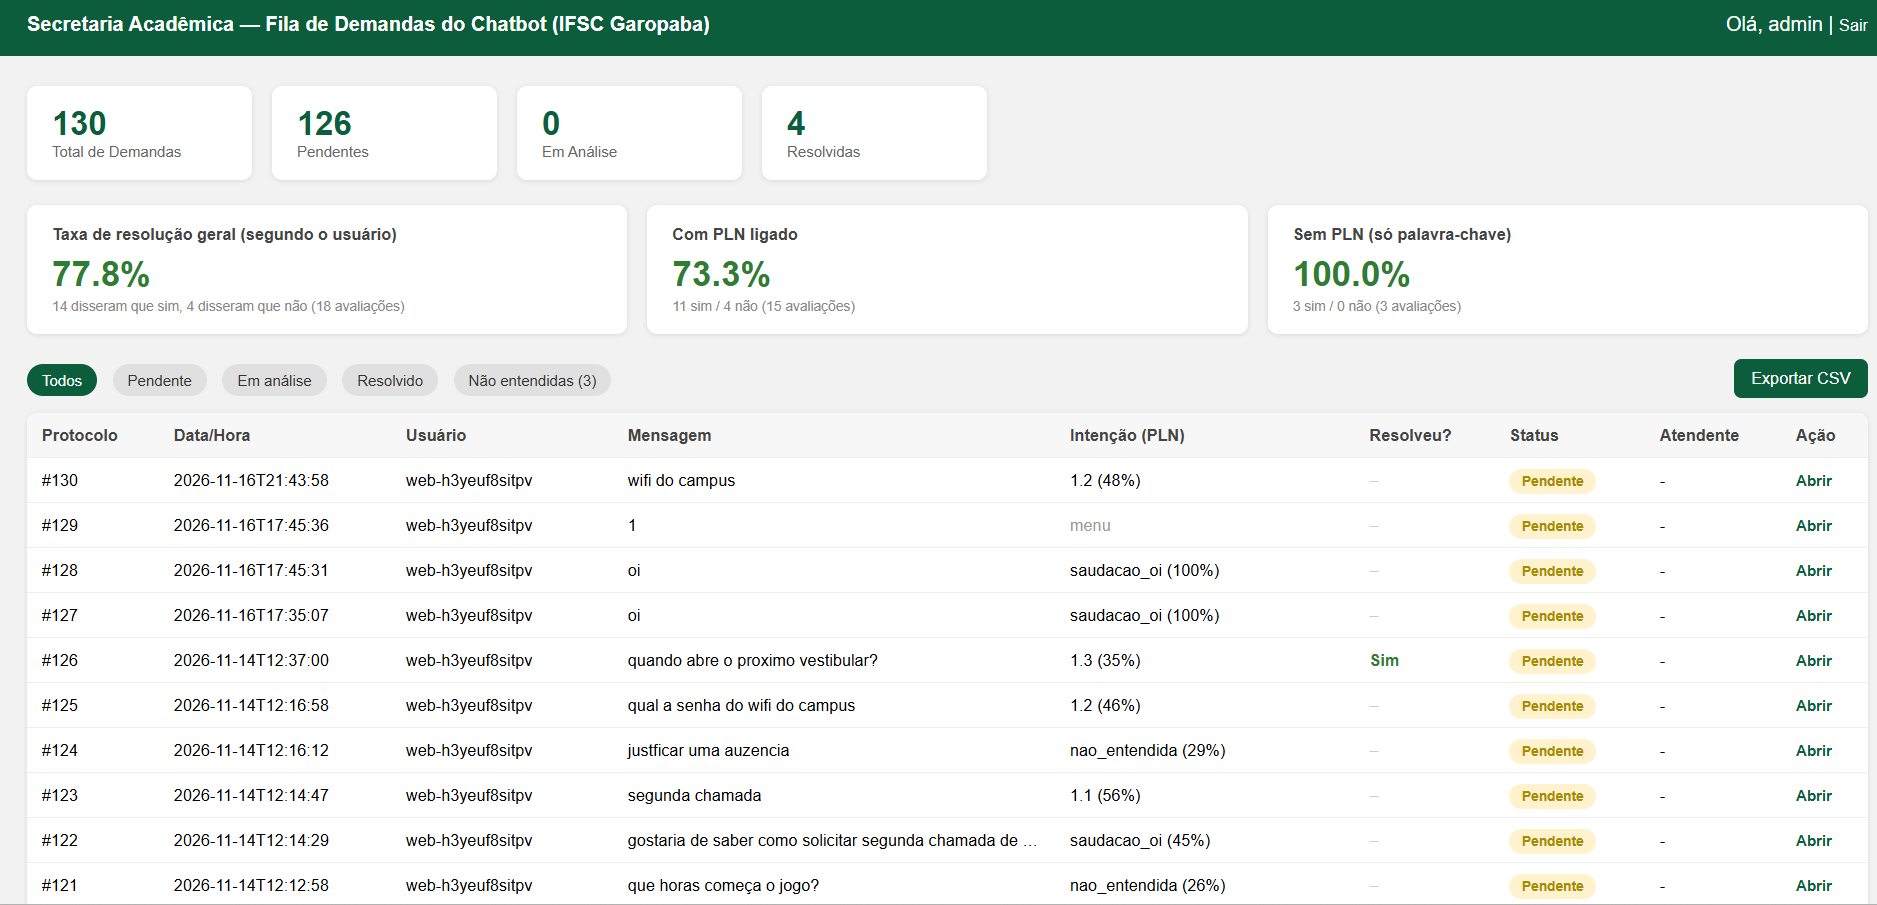 Secretaria Acadêmica — Fila de Demandas do Chatbot (IFSC Garopaba) Olá, admin | Sair
130 126 0 4
Total de Demandas Pendentes Em Análise Resolvidas
Taxa de resolução geral (segundo o usuário) Com PLN ligado Sem PLN (só palavra-chave)
77.8% 73.3% 100.0%
14 disseram que sim, 4 disseram que não (18 avaliações) 11 sim / 4 não (15 avaliações) 3 sim / 0 não (3 avaliações)
Todos Pendente Em análise Resolvido Não entendidas (3) Exportar CSV
Protocolo Data/Hora Usuário Mensagem Intenção (PLN) Resolveu? Status Atendente Ação
#130 2026-11-16T21:43:58 web-h3yeuf8sitpv wifi do campus 1.2 (48%) – Pendente - Abrir
#129 2026-11-16T17:45:36 web-h3yeuf8sitpv 1 menu – Pendente - Abrir
#128 2026-11-16T17:45:31 web-h3yeuf8sitpv oi saudacao_oi (100%) – Pendente - Abrir
#127 2026-11-16T17:35:07 web-h3yeuf8sitpv oi saudacao_oi (100%) – Pendente - Abrir
#126 2026-11-14T12:37:00 web-h3yeuf8sitpv quando abre o proximo vestibular? 1.3 (35%) Sim Pendente - Abrir
#125 2026-11-14T12:16:58 web-h3yeuf8sitpv qual a senha do wifi do campus 1.2 (46%) – Pendente - Abrir
#124 2026-11-14T12:16:12 web-h3yeuf8sitpv justficar uma auzencia nao_entendida (29%) – Pendente - Abrir
#123 2026-11-14T12:14:47 web-h3yeuf8sitpv segunda chamada 1.1 (56%) – Pendente - Abrir
#122 2026-11-14T12:14:29 web-h3yeuf8sitpv gostaria de saber como solicitar segunda chamada de … saudacao_oi (45%) – Pendente - Abrir
#121 2026-11-14T12:12:58 web-h3yeuf8sitpv que horas começa o jogo? nao_entendida (26%) – Pendente - Abrir